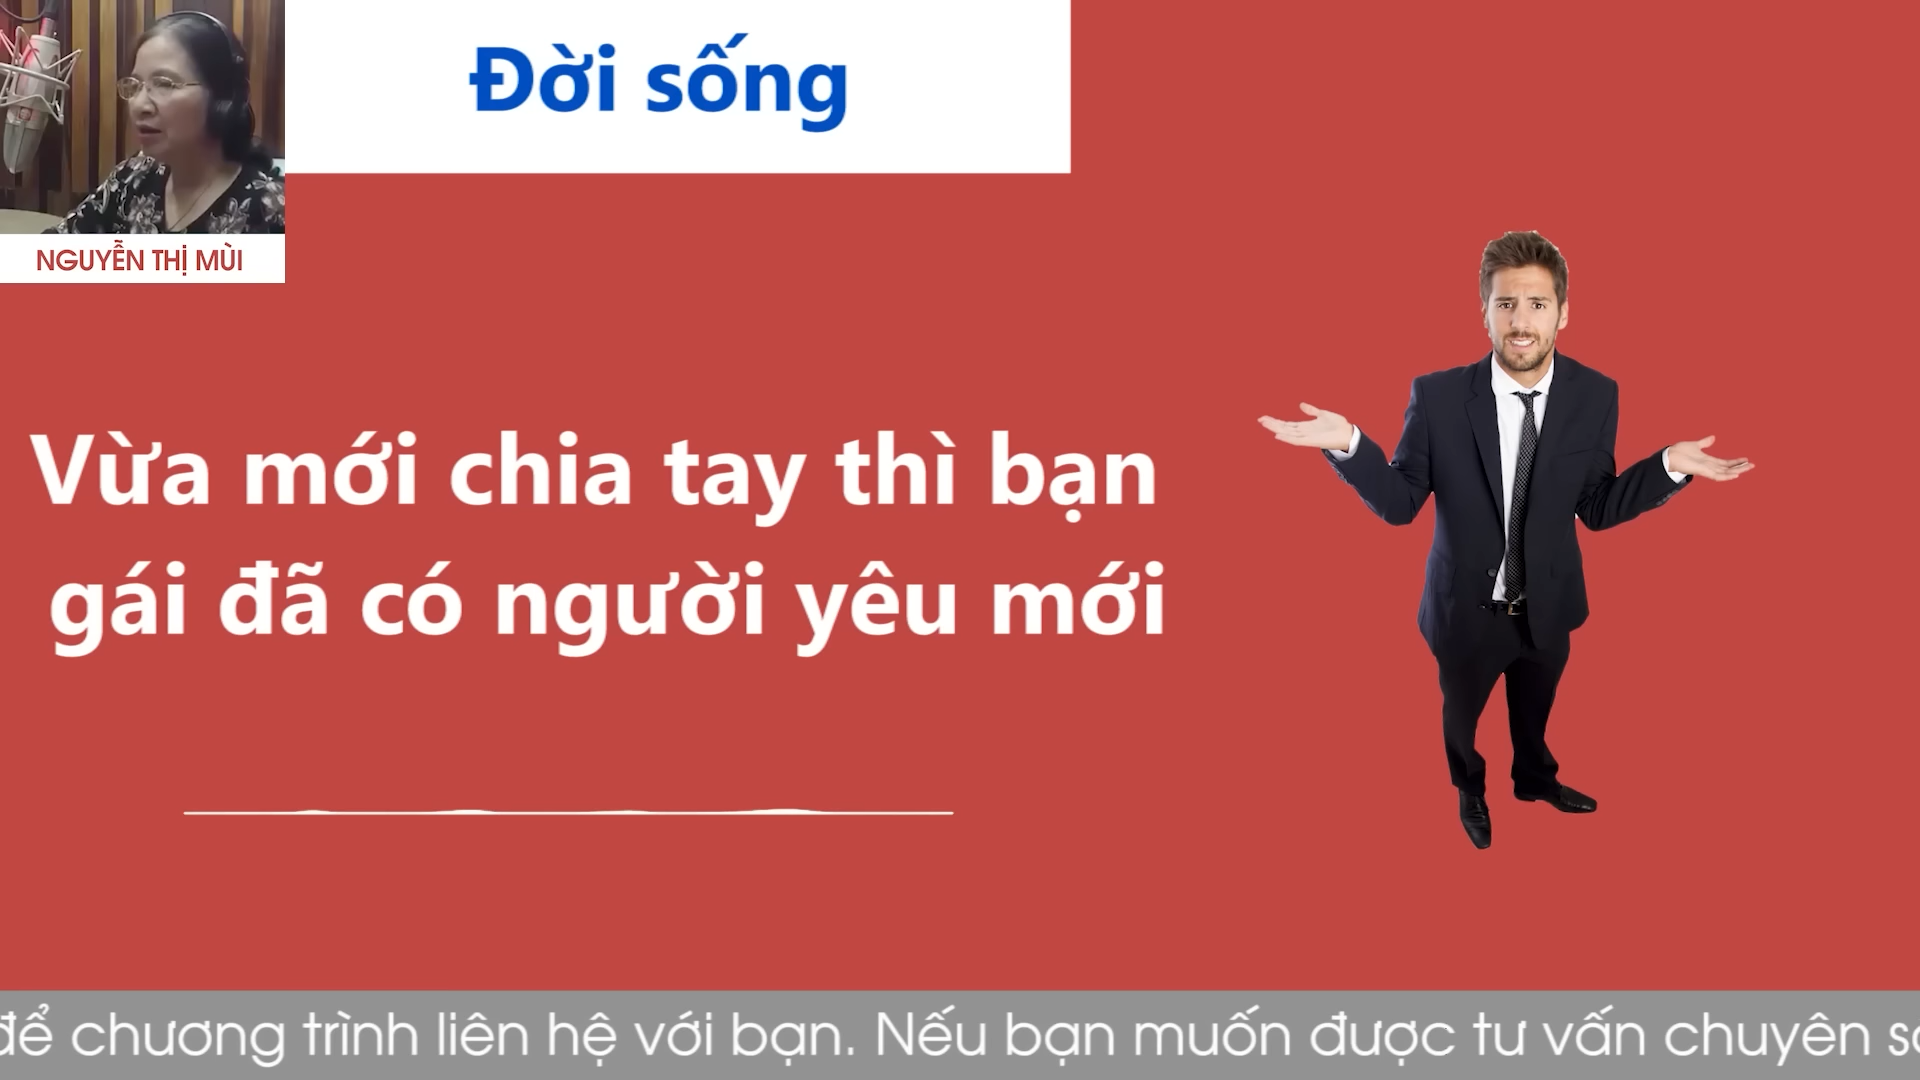 Đời sống
NGUYỄN THỊ MÙI
Vừa mới chia tay thì bạn
gái đã có người yêu mới
để chương trình liên hệ với bạn. Nếu bạn muốn được tư vấn chuyên